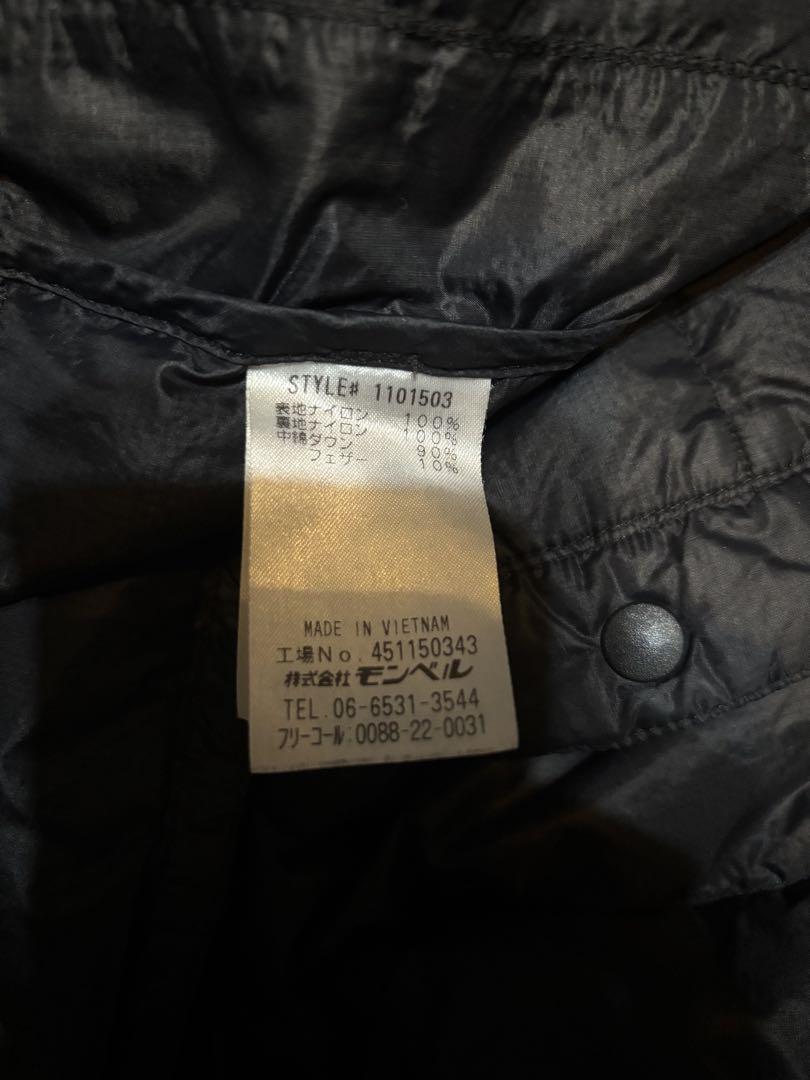 STYLE# 1101503
表地ナイロン 100%
裏地ナイロン 100%
中綿ダウン 90%
フェザー 10%
MADE IN VIETNAM
工場No. 451150343
株式会社モンベル
TEL. 06-6531-3544
フリーコール:0088-22-0031